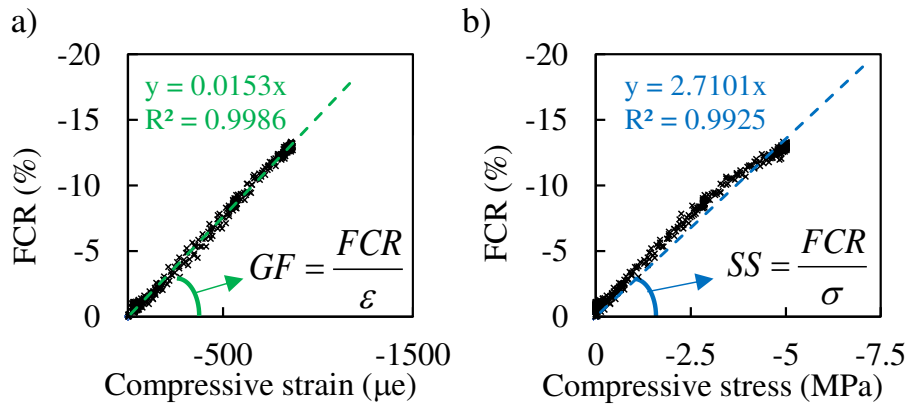 a)
-20
-15
-10
-5
0
FCR (%)
y = 0.0153x
R² = 0.9986
GF = FCR / ε
-500
-1500
Compressive strain (µe)
b)
-20
-15
-10
-5
0
FCR (%)
y = 2.7101x
R² = 0.9925
SS = FCR / σ
0
-2.5
-5
-7.5
Compressive stress (MPa)